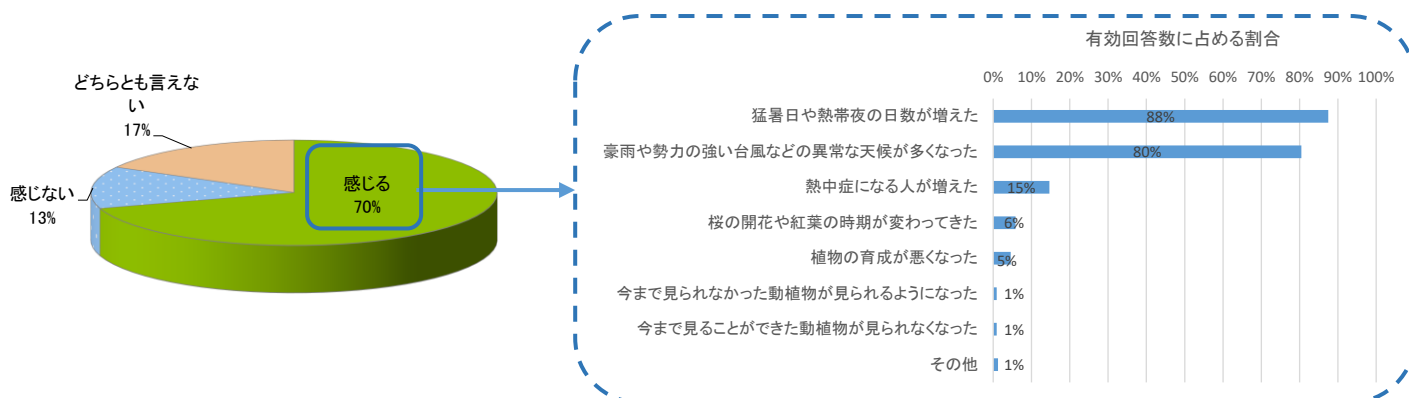 どちらとも言えな
い
17%
感じない
13%
感じる
70%
有効回答数に占める割合
0% 10% 20% 30% 40% 50% 60% 70% 80% 90% 100%
猛暑日や熱帯夜の日数が増えた 88%
豪雨や勢力の強い台風などの異常な天候が多くなった 80%
熱中症になる人が増えた 15%
桜の開花や紅葉の時期が変わってきた 6%
植物の育成が悪くなった 5%
今まで見られなかった動植物が見られるようになった 1%
今まで見ることができた動植物が見られなくなった 1%
その他 1%